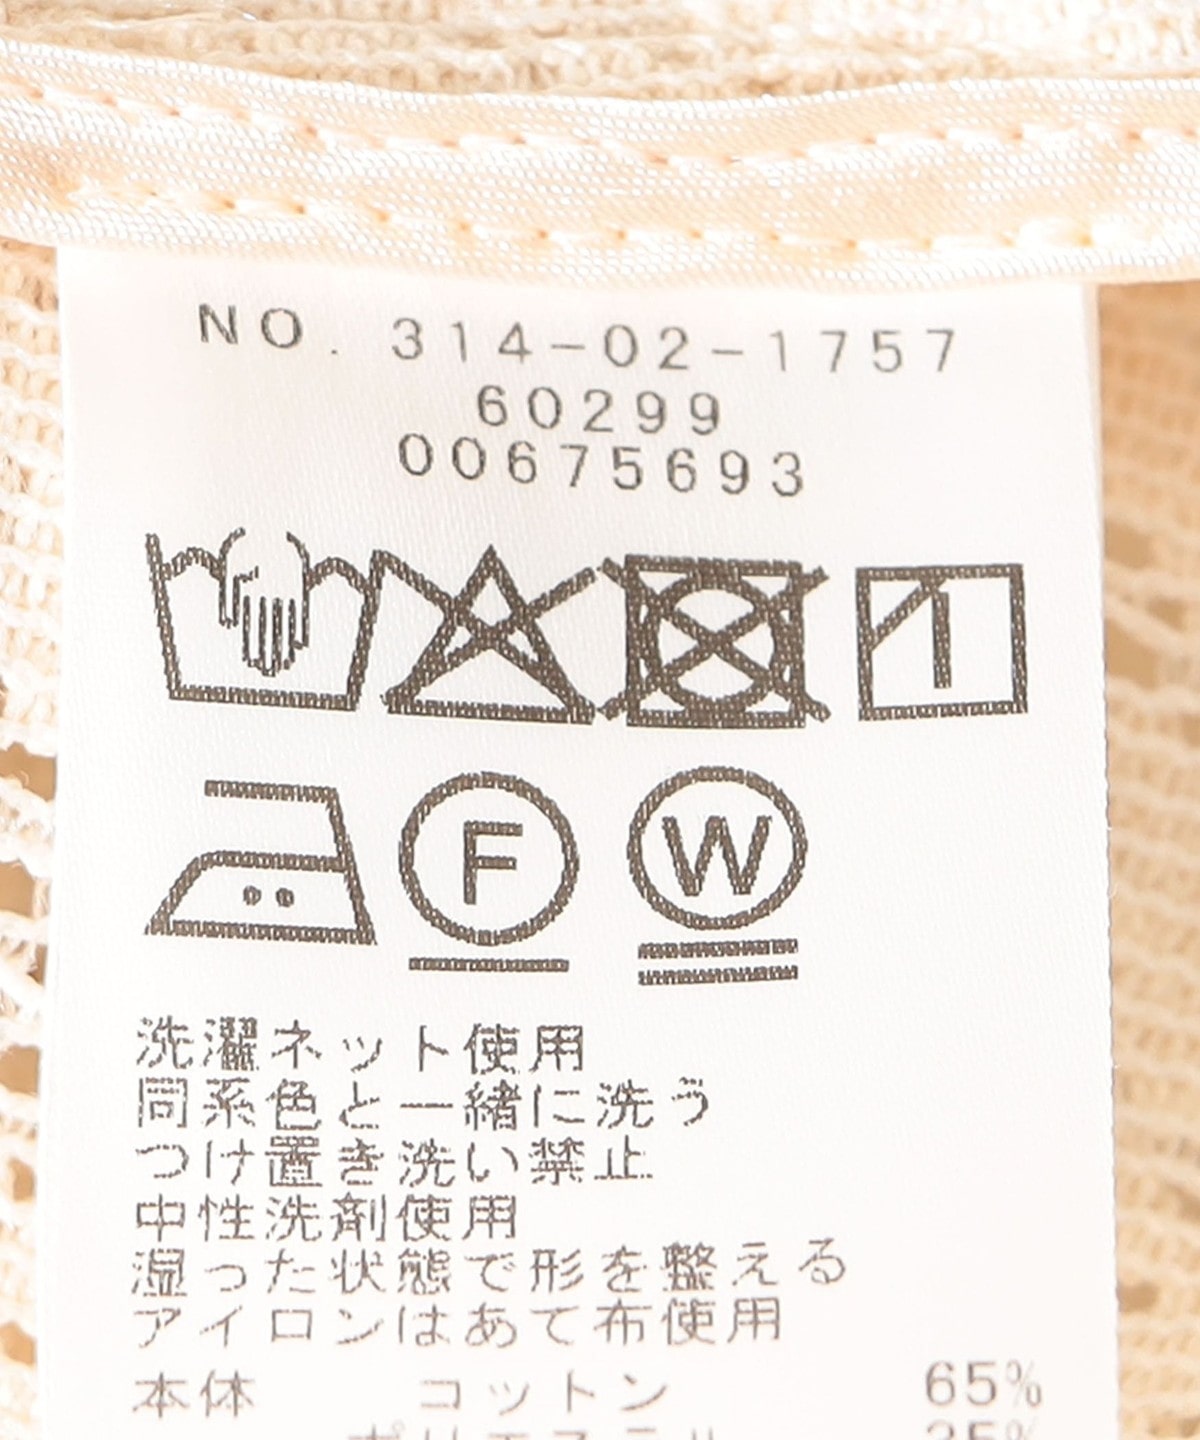 NO. 314-02-1757
60299
00675693
F W
洗濯ネット使用
同系色と一緒に洗う
つけ置き洗い禁止
中性洗剤使用
湿った状態で形を整える
アイロンはあて布使用
本体 コットン 65%